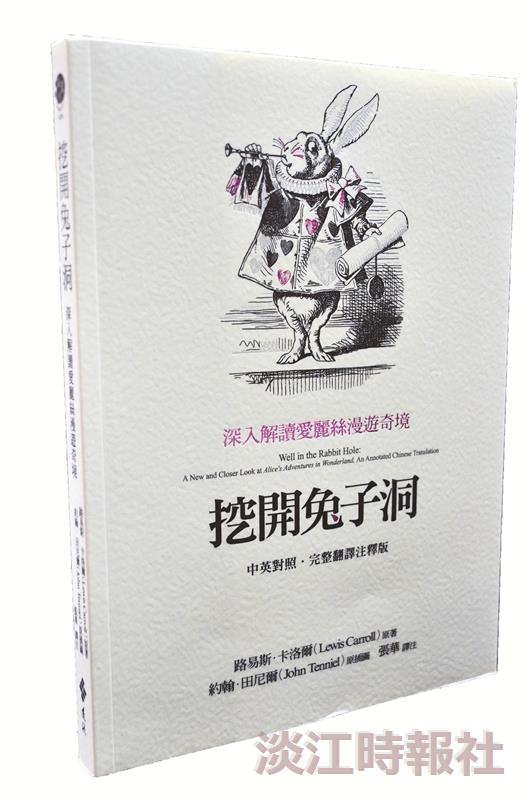 深入解讀愛麗絲漫遊奇境
Well in the Rabbit Hole:
A New and Closer Look at Alice's Adventures in Wonderland, An Annotated Chinese Translation
挖開兔子洞
中英對照・完整翻譯注釋版
路易斯・卡洛爾(Lewis Carroll)原著
約翰・田尼爾(John Tenniel)原插圖 張華 譯注
挖開兔子洞
深入解讀愛麗絲漫遊奇境
淡江時報社